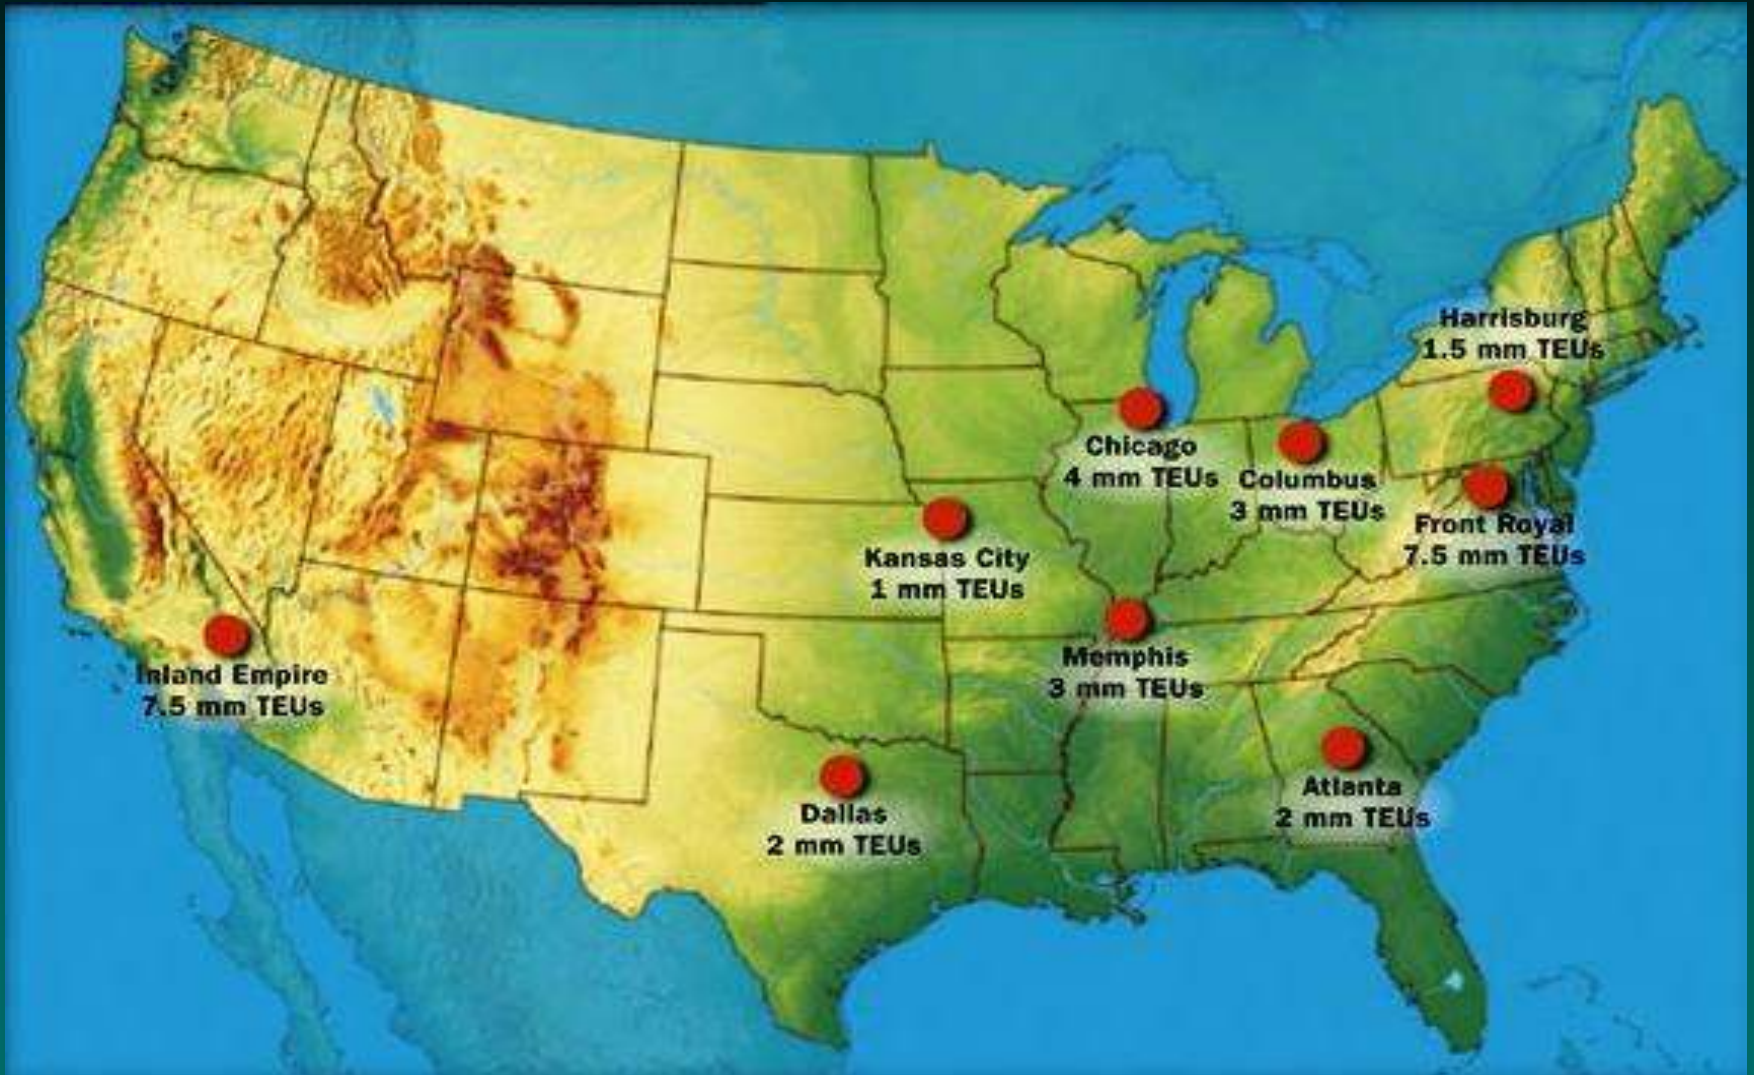 Harrisburg
1.5 mm TEUs
Chicago
4 mm TEUs
Columbus
3 mm TEUs
Front Royal
7.5 mm TEUs
Kansas City
1 mm TEUs
Inland Empire
7.5 mm TEUs
Memphis
3 mm TEUs
Dallas
2 mm TEUs
Atlanta
2 mm TEUs